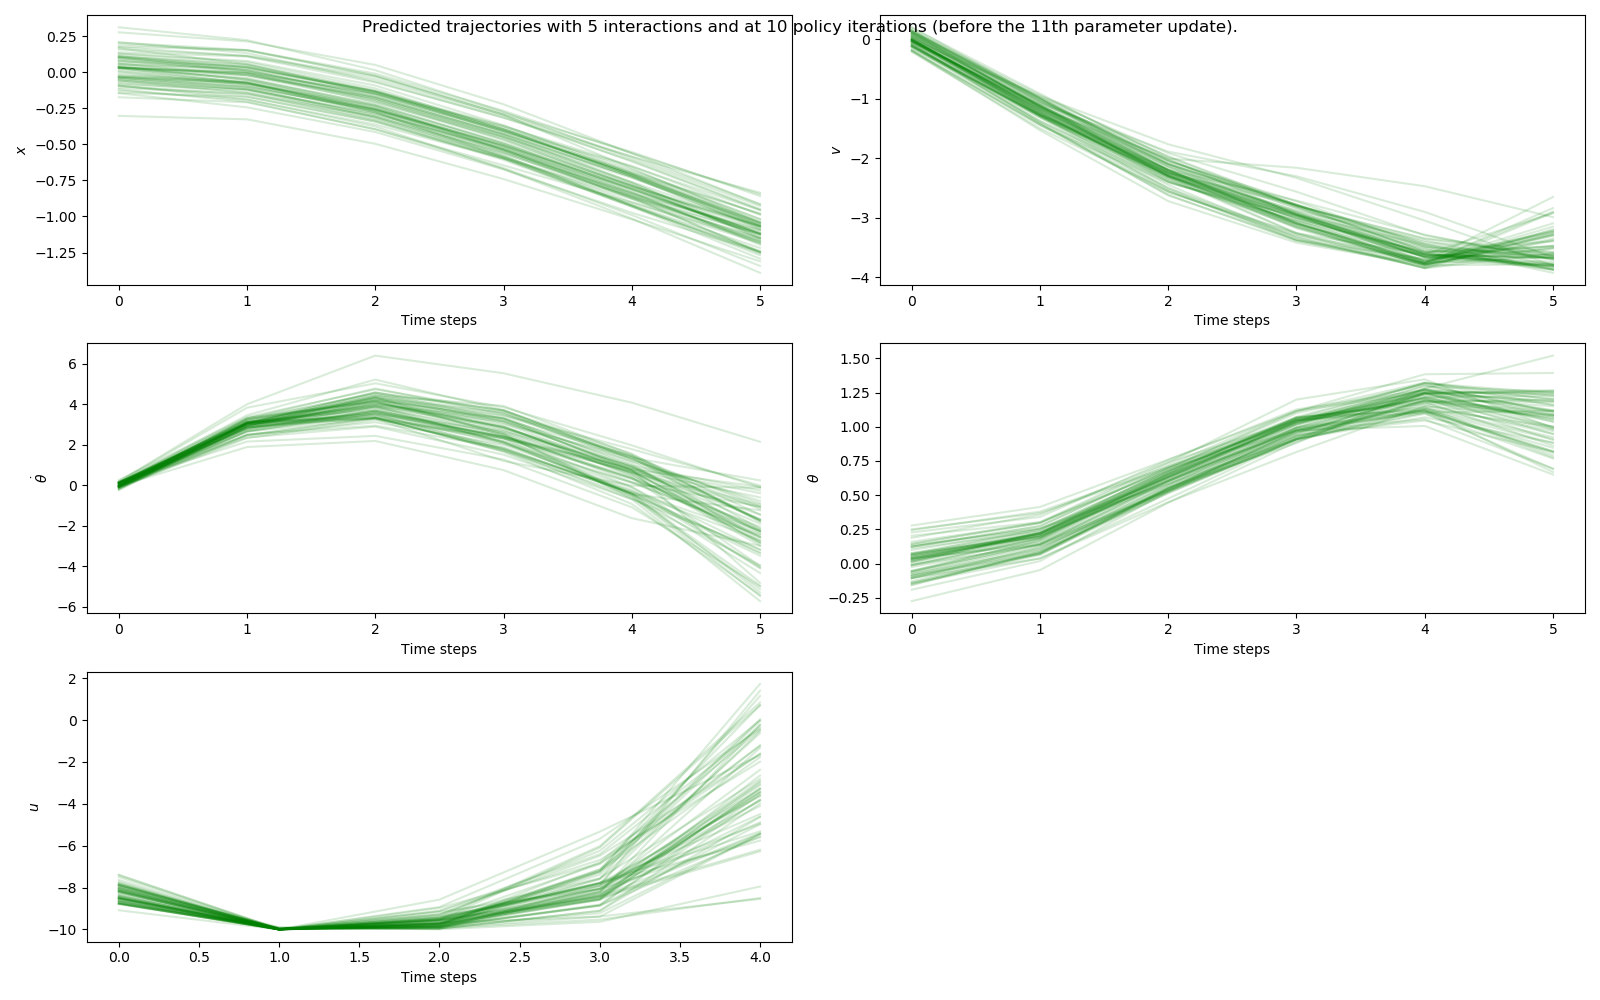 Predicted trajectories with 5 interactions and at 10 policy iterations (before the 11th parameter update).
0.25
0.00
−0.25
−0.50
−0.75
−1.00
−1.25
x
0 1 2 3 4 5
Time steps
0
−1
−2
−3
−4
v
0 1 2 3 4 5
Time steps
6
4
2
0
−2
−4
−6
θ̇
0 1 2 3 4 5
Time steps
1.50
1.25
1.00
0.75
0.50
0.25
0.00
−0.25
θ
0 1 2 3 4 5
Time steps
2
0
−2
−4
−6
−8
−10
u
0.0 0.5 1.0 1.5 2.0 2.5 3.0 3.5 4.0
Time steps